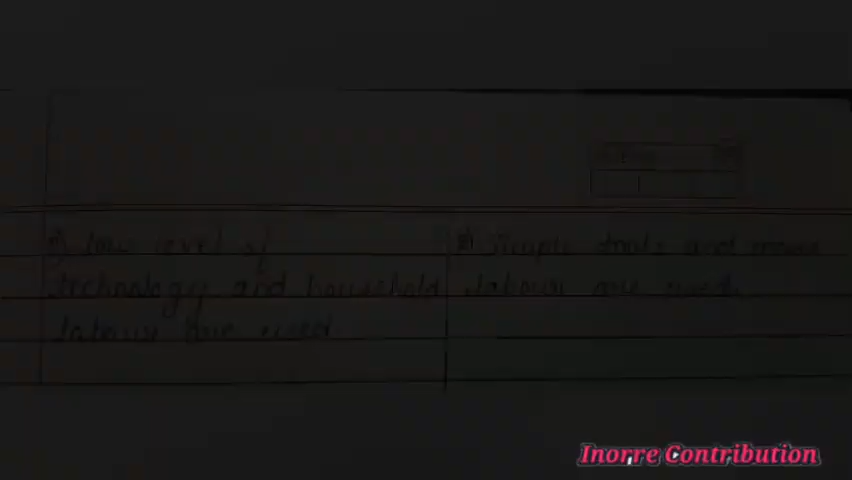 low level of
technology and household
labour are used
Simple tools and more
labour are used.
Inorre Contribution